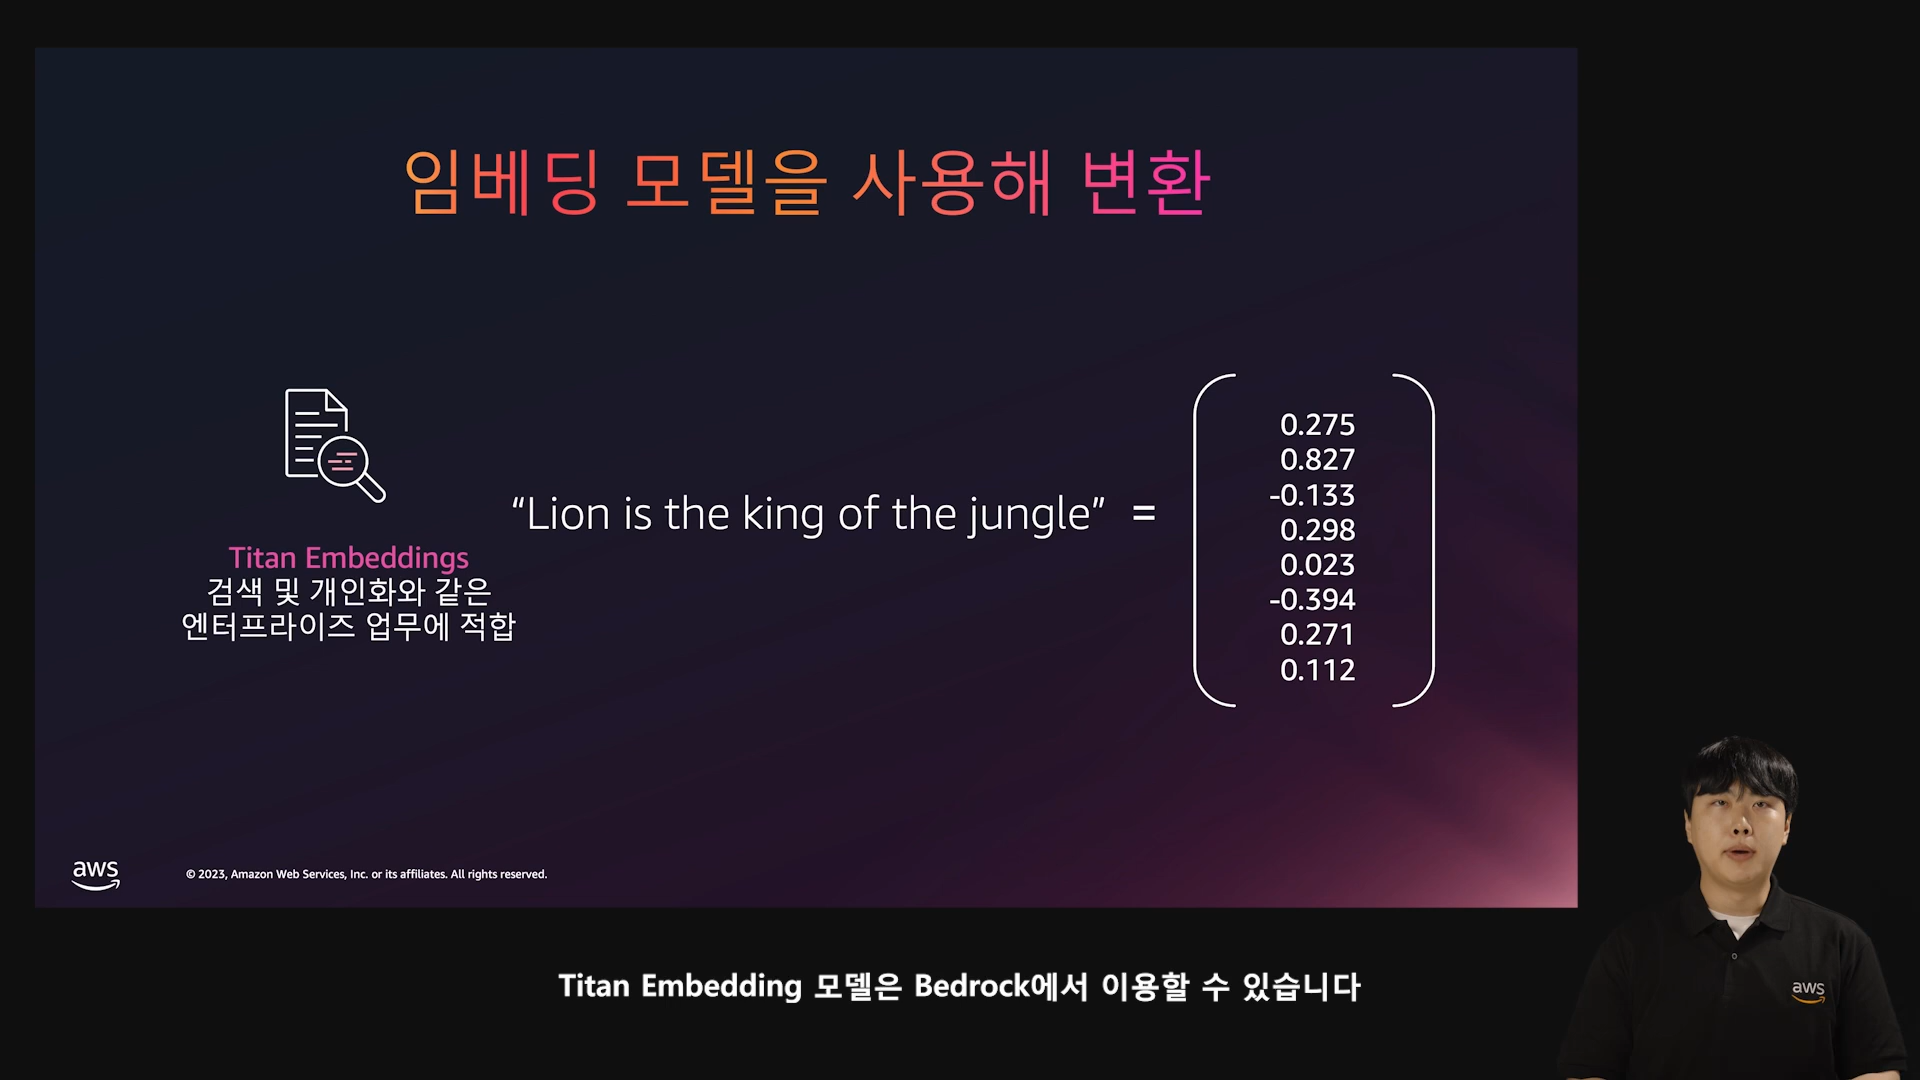 임베딩 모델을 사용해 변환
Titan Embeddings
검색 및 개인화와 같은
엔터프라이즈 업무에 적합
“Lion is the king of the jungle” =
0.275
0.827
-0.133
0.298
0.023
-0.394
0.271
0.112
aws
© 2023, Amazon Web Services, Inc. or its affiliates. All rights reserved.
aws
Titan Embedding 모델은 Bedrock에서 이용할 수 있습니다